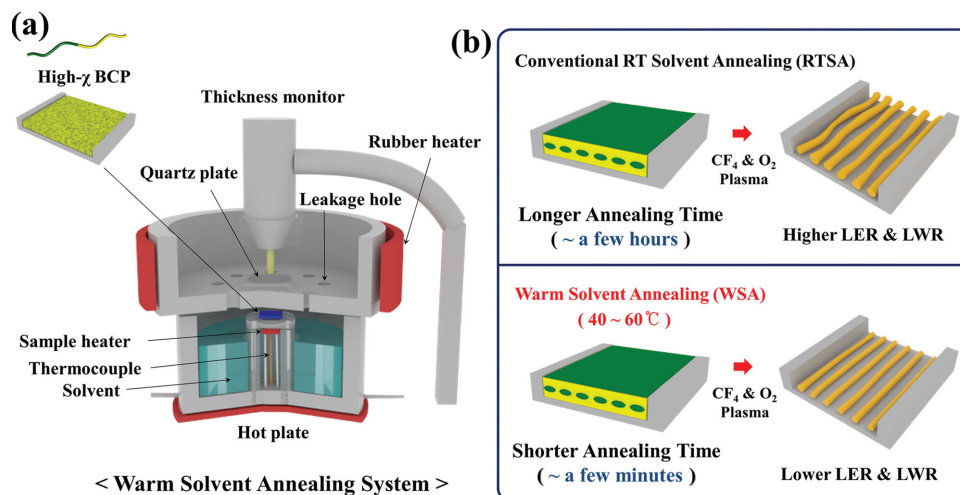 (a)
High-χ BCP
Thickness monitor
Rubber heater
Quartz plate
Leakage hole
Sample heater
Thermocouple
Solvent
Hot plate
< Warm Solvent Annealing System >
(b)
Conventional RT Solvent Annealing (RTSA)
CF₄ & O₂
Plasma
Longer Annealing Time
( ~ a few hours )
Higher LER & LWR
Warm Solvent Annealing (WSA)
( 40 ~ 60℃ )
CF₄ & O₂
Plasma
Shorter Annealing Time
( ~ a few minutes )
Lower LER & LWR